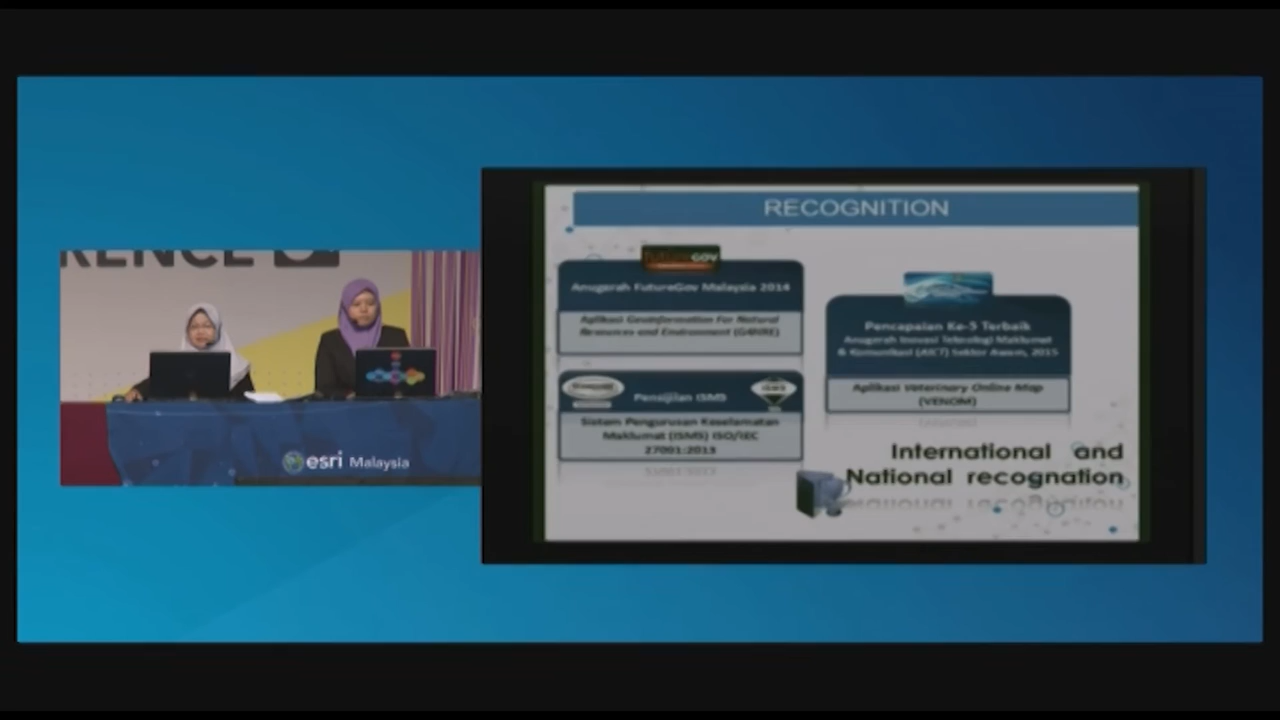 RENCE
esri Malaysia
RECOGNITION
GOV
Anugerah FutureGov Malaysia 2014
Aplikasi Geoinformation For Natural
Resources and Environment (G4NRE)
Pensijilan ISMS
Sistem Pengurusan Keselamatan
Maklumat (ISMS) ISO/IEC
27001:2013
Pencapaian Ke-5 Terbaik
Anugerah Inovasi Teknologi Maklumat
& Komunikasi (AICT) Sektor Awam, 2015
Aplikasi Veterinary Online Map
(VENOM)
International and
National recognation